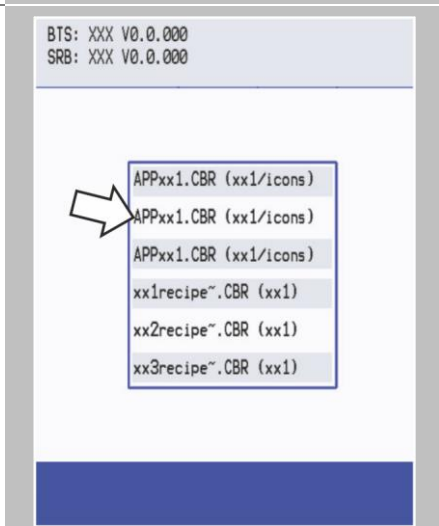 BTS: XXX V0.0.000
SRB: XXX V0.0.000
APPxx1.CBR (xx1/icons)
APPxx1.CBR (xx1/icons)
APPxx1.CBR (xx1/icons)
xx1recipe~.CBR (xx1)
xx2recipe~.CBR (xx1)
xx3recipe~.CBR (xx1)